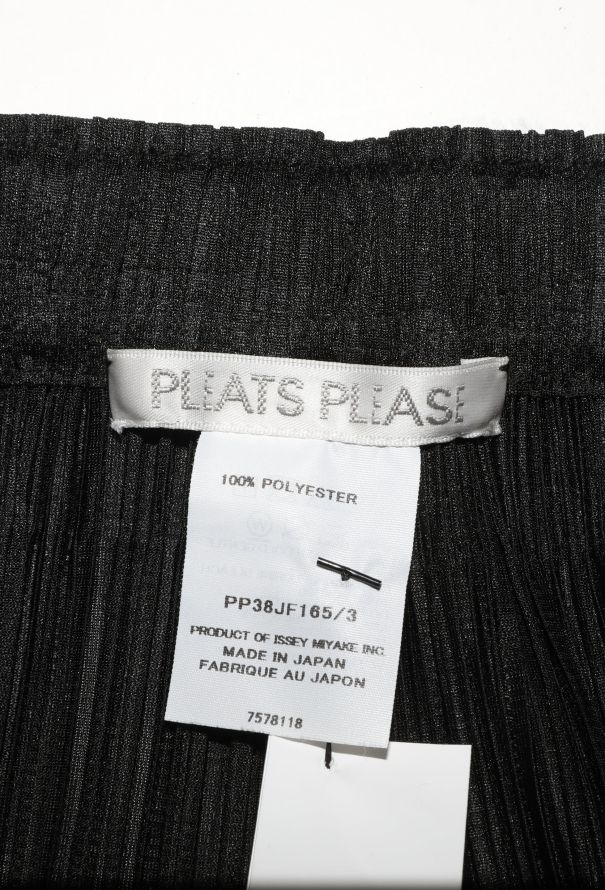 PLEATS PLEASE
100% POLYESTER
PP38JF165/3
PRODUCT OF ISSEY MIYAKE INC.
MADE IN JAPAN
FABRIQUE AU JAPON
7578118